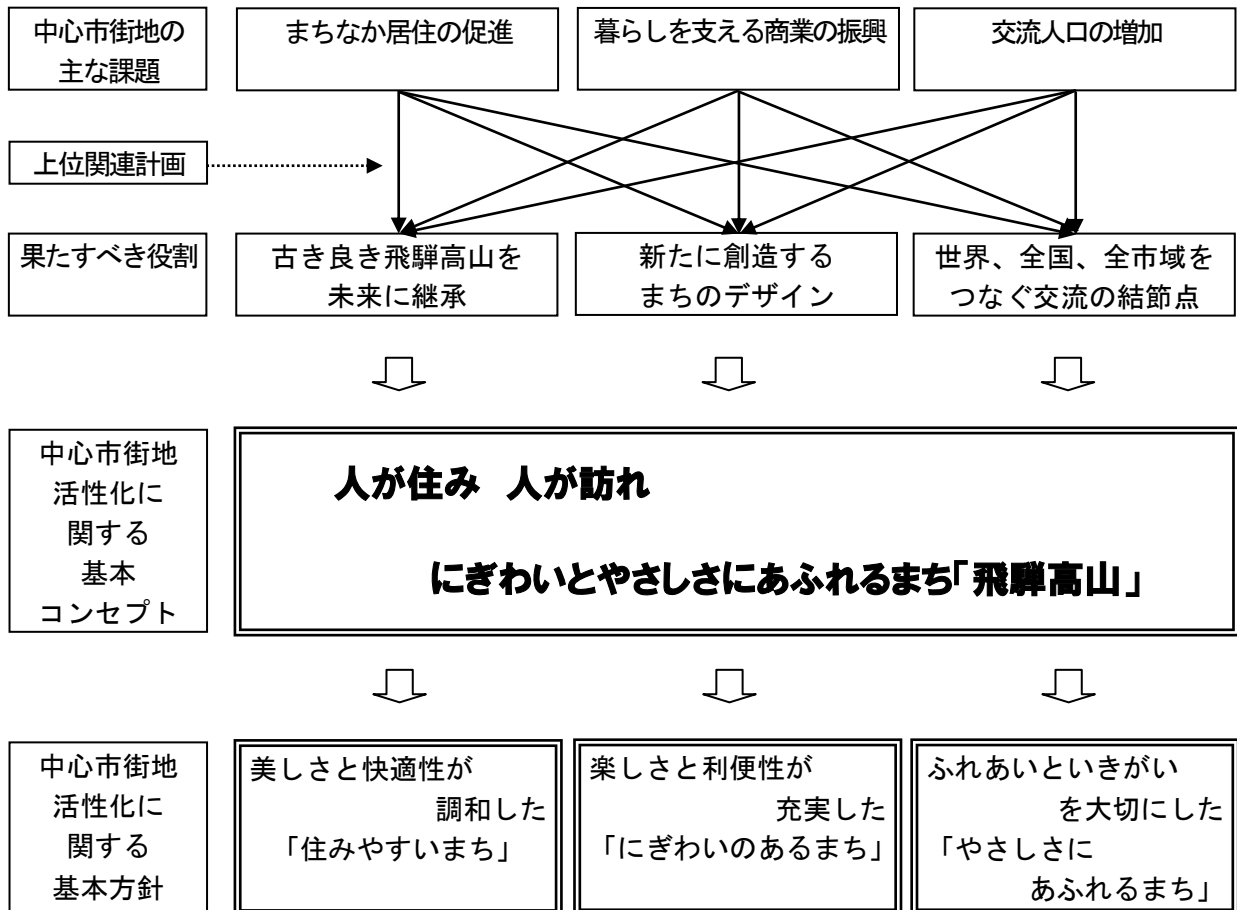 中心市街地の
主な課題
まちなか居住の促進
暮らしを支える商業の振興
交流人口の増加
上位関連計画
果たすべき役割
古き良き飛騨高山を
未来に継承
新たに創造する
まちのデザイン
世界、全国、全市域を
つなぐ交流の結節点
中心市街地
活性化に
関する
基本
コンセプト
人が住み 人が訪れ
にぎわいとやさしさにあふれるまち「飛騨高山」
中心市街地
活性化に
関する
基本方針
美しさと快適性が
調和した
「住みやすいまち」
楽しさと利便性が
充実した
「にぎわいのあるまち」
ふれあいといきがい
を大切にした
「やさしさに
あふれるまち」